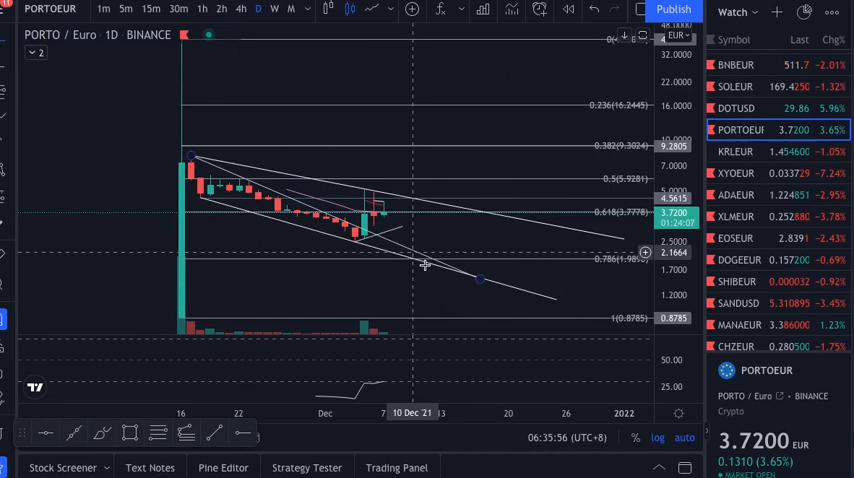 11
PORTOEUR 1m 5m 15m 30m 1h 2h 4h D W M Publish
Watch
PORTO / Euro · 1D · BINANCE
EUR
2
32.0000
22.0000
0.236(16.2445) 16.0000
10.0000
0.382(9.3024) 9.2805
7.0000
0.5(5.9281)
5.0000
4.5615
0.618(3.7778) 3.7200
01:24:07
2.5000
2.1664
1.7000
1.2000
1(0.8785) 0.8785
50.00
25.00
16 22 Dec 7 10 Dec '21 13 20 26 2022
06:35:56 (UTC+8) % log auto
Stock Screener Text Notes Pine Editor Strategy Tester Trading Panel
Symbol Last Chg%
BNBEUR 511.7 −2.01%
SOLEUR 169.4250 −1.32%
DOTUSD 29.86 5.96%
PORTOEUR 3.7200 3.65%
KRLEUR 1.454600 −1.05%
XYOEUR 0.033729 −7.24%
ADAEUR 1.224851 −2.95%
XLMEUR 0.252880 −3.78%
EOSEUR 2.8391 −2.43%
DOGEEUR 0.157200 −0.69%
SHIBEUR 0.000032 −0.92%
SANDUSD 5.310895 −3.45%
MANAEUR 3.386000 1.23%
CHZEUR 0.280500 −1.75%
PORTOEUR
PORTO / Euro • BINANCE
Crypto
3.7200 EUR
0.1310 (3.65%)
• MARKET OPEN